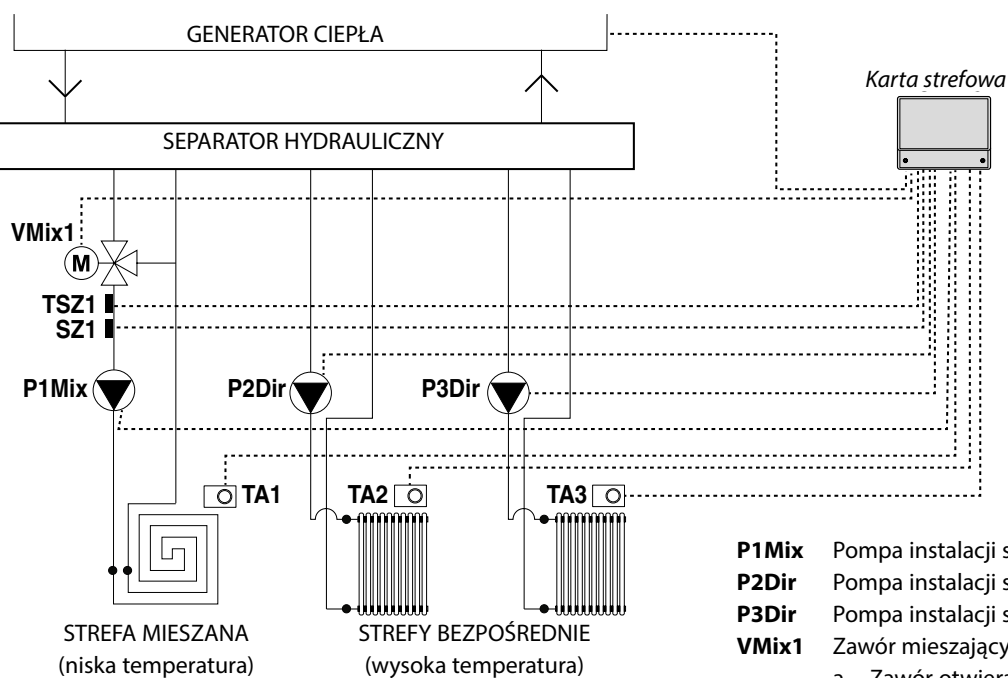 GENERATOR CIEPŁA
Karta strefowa
SEPARATOR HYDRAULICZNY
VMix1
M
TSZ1
SZ1
P1Mix
P2Dir
P3Dir
TA1
TA2
TA3
STREFA MIESZANA
(niska temperatura)
STREFY BEZPOŚREDNIE
(wysoka temperatura)
P1Mix Pompa instalacji
P2Dir Pompa instalacji
P3Dir Pompa instalacji
VMix1 Zawór mieszający
a Zawór